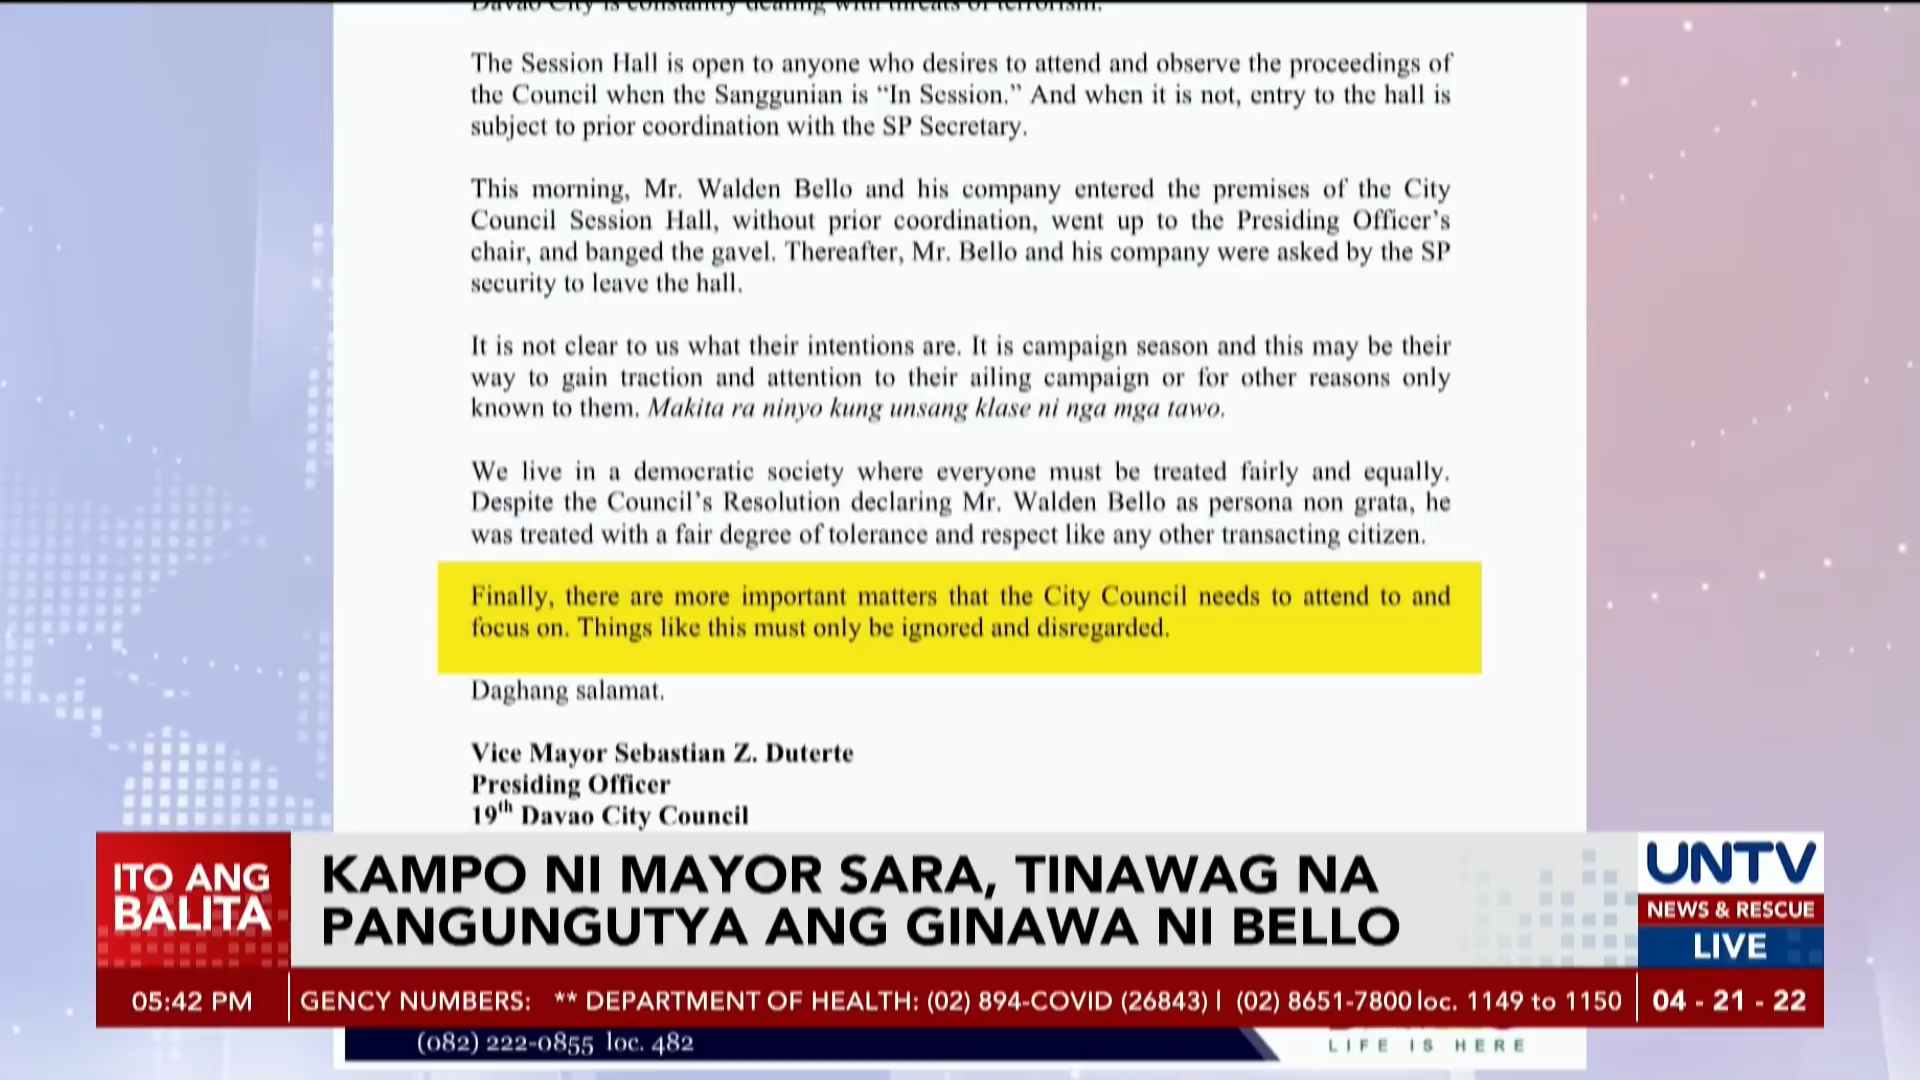 Davao City is constantly dealing with threats of terrorism.
The Session Hall is open to anyone who desires to attend and observe the proceedings of
the Council when the Sanggunian is “In Session.” And when it is not, entry to the hall is
subject to prior coordination with the SP Secretary.
This morning, Mr. Walden Bello and his company entered the premises of the City
Council Session Hall, without prior coordination, went up to the Presiding Officer’s
chair, and banged the gavel. Thereafter, Mr. Bello and his company were asked by the SP
security to leave the hall.
It is not clear to us what their intentions are. It is campaign season and this may be their
way to gain traction and attention to their ailing campaign or for other reasons only
known to them. Makita ra ninyo kung unsang klase ni nga mga tawo.
We live in a democratic society where everyone must be treated fairly and equally.
Despite the Council’s Resolution declaring Mr. Walden Bello as persona non grata, he
was treated with a fair degree of tolerance and respect like any other transacting citizen.
Finally, there are more important matters that the City Council needs to attend to and
focus on. Things like this must only be ignored and disregarded.
Daghang salamat.
Vice Mayor Sebastian Z. Duterte
Presiding Officer
19th Davao City Council
ITO ANG
BALITA
KAMPO NI MAYOR SARA, TINAWAG NA
PANGUNGUTYA ANG GINAWA NI BELLO
UNTV
NEWS & RESCUE
LIVE
05:42 PM
GENCY NUMBERS: ** DEPARTMENT OF HEALTH: (02) 894-COVID (26843) | (02) 8651-7800 loc. 1149 to 1150
04 - 21 - 22
(082) 222-0855 loc. 482
LIFE IS HERE